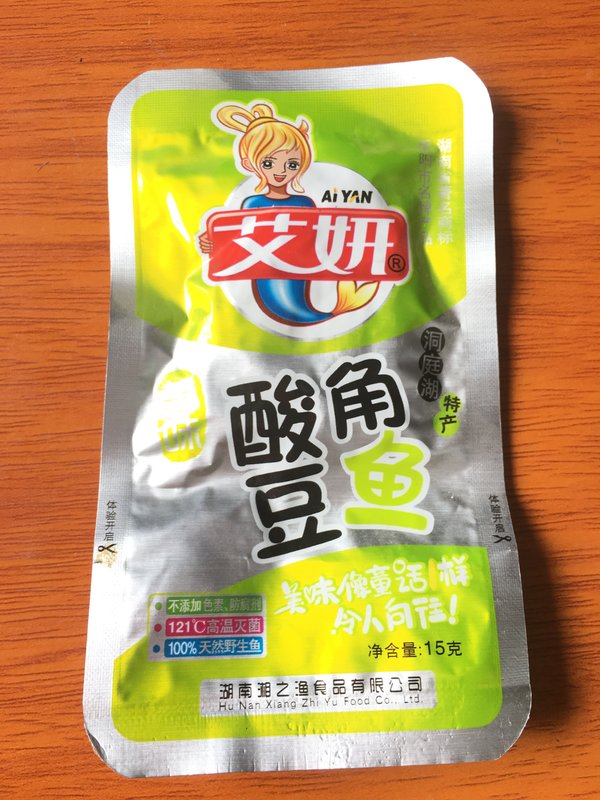 Ai YAN
艾妍®
洞庭湖
特产
酸豆角鱼
体验开启
体验开启
美味像童话一样
令人向往!
不添加色素、防腐剂
121℃高温灭菌
100%天然野生鱼
净含量:15克
湖南湘之渔食品有限公司
Hu Nan Xiang Zhi Yu Food Co., Ltd.